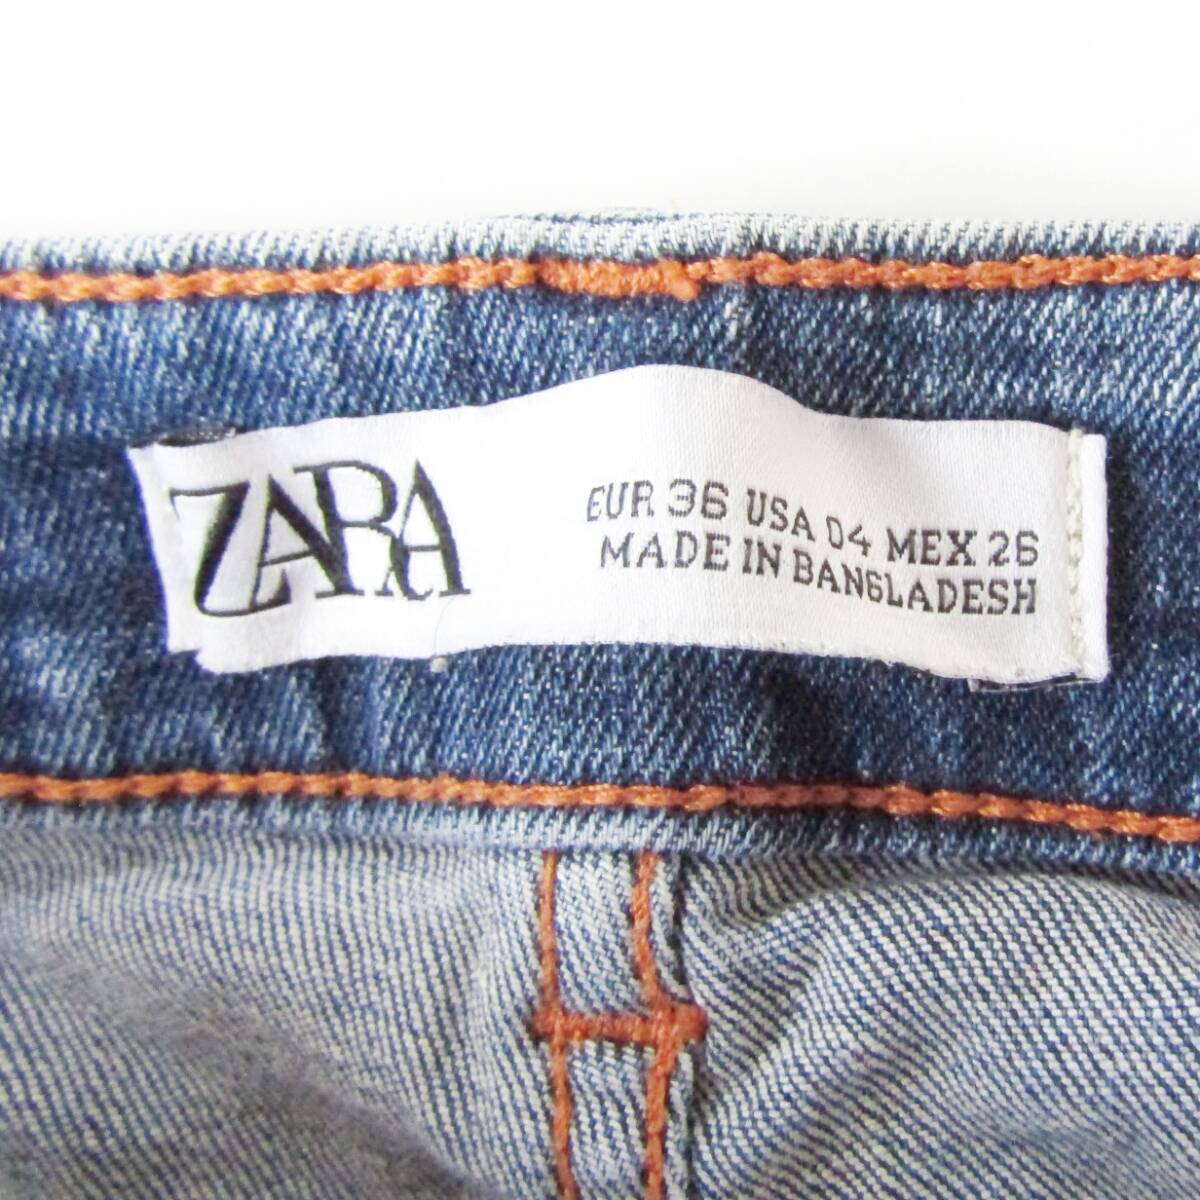 ZARA
EUR 36 USA 04 MEX 26
MADE IN BANGLADESH